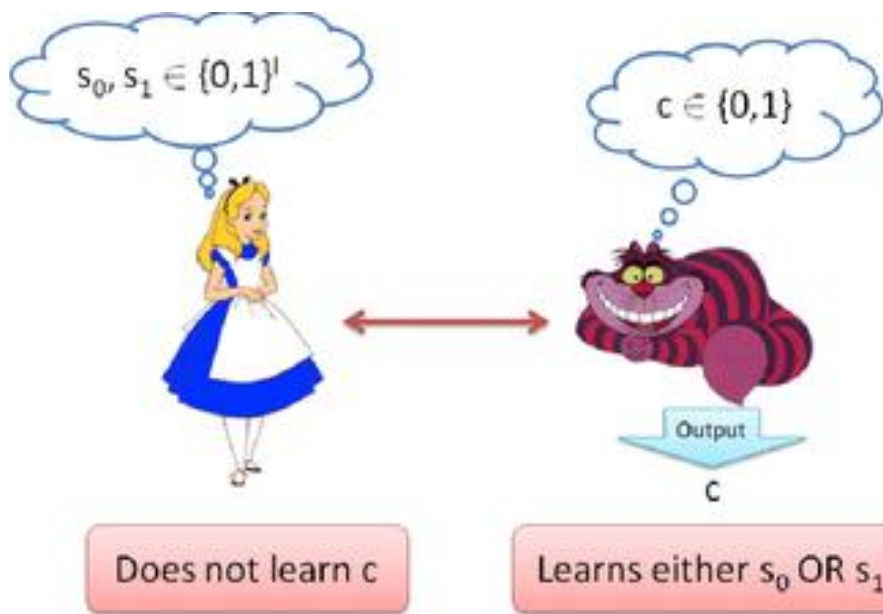 s₀, s₁ ∈ {0,1}ˡ
c ∈ {0,1}
Output
c
Does not learn c
Learns either s₀ OR s₁